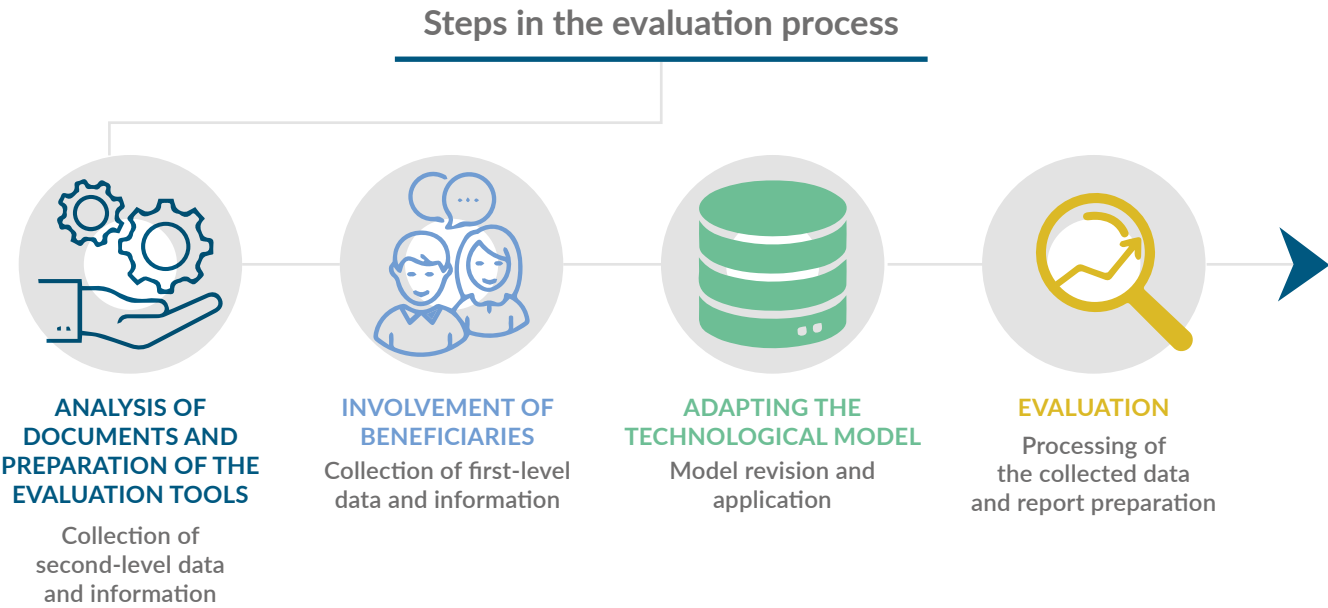 Steps in the evaluation process
ANALYSIS OF
DOCUMENTS AND
PREPARATION OF THE
EVALUATION TOOLS
Collection of
second-level data
and information
INVOLVEMENT OF
BENEFICIARIES
Collection of first-level
data and information
ADAPTING THE
TECHNOLOGICAL MODEL
Model revision and
application
EVALUATION
Processing of
the collected data
and report preparation